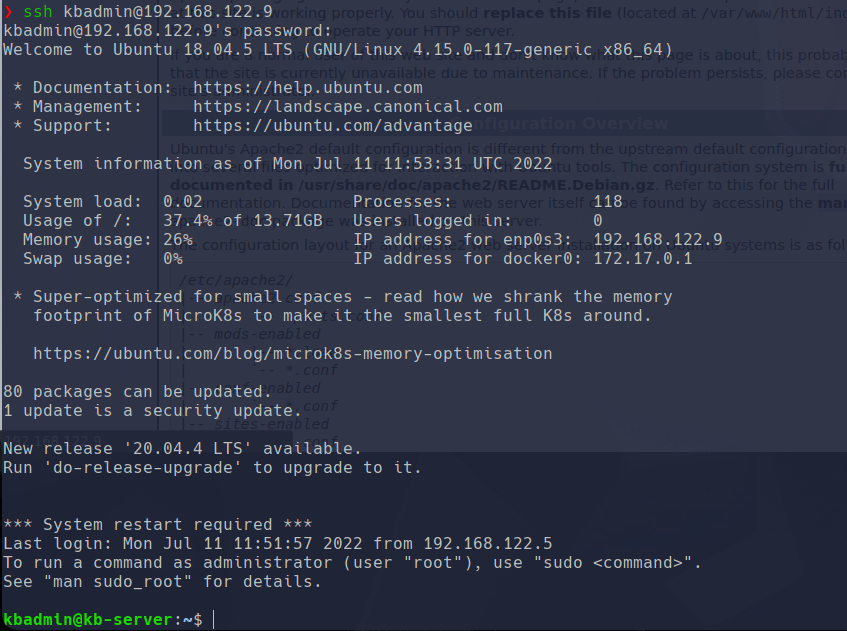 ❯ ssh kbadmin@192.168.122.9
kbadmin@192.168.122.9's password:
Welcome to Ubuntu 18.04.5 LTS (GNU/Linux 4.15.0-117-generic x86_64)
* Documentation:  https://help.ubuntu.com
* Management:     https://landscape.canonical.com
* Support:        https://ubuntu.com/advantage
System information as of Mon Jul 11 11:53:31 UTC 2022
System load:  0.02               Processes:              118
Usage of /:   37.4% of 13.71GB   Users logged in:        0
Memory usage: 26%                IP address for enp0s3:  192.168.122.9
Swap usage:   0%                 IP address for docker0: 172.17.0.1
* Super-optimized for small spaces - read how we shrank the memory
footprint of MicroK8s to make it the smallest full K8s around.
https://ubuntu.com/blog/microk8s-memory-optimisation
80 packages can be updated.
1 update is a security update.
New release '20.04.4 LTS' available.
Run 'do-release-upgrade' to upgrade to it.
*** System restart required ***
Last login: Mon Jul 11 11:51:57 2022 from 192.168.122.5
To run a command as administrator (user "root"), use "sudo <command>".
See "man sudo_root" for details.
kbadmin@kb-server:~$